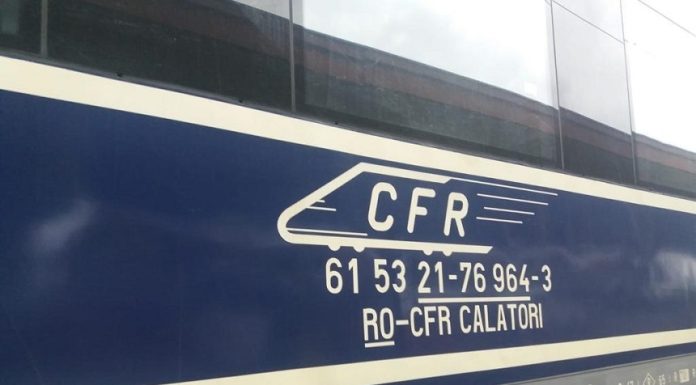 CFR
61 53 21-76 964-3
RO-CFR CALATORI